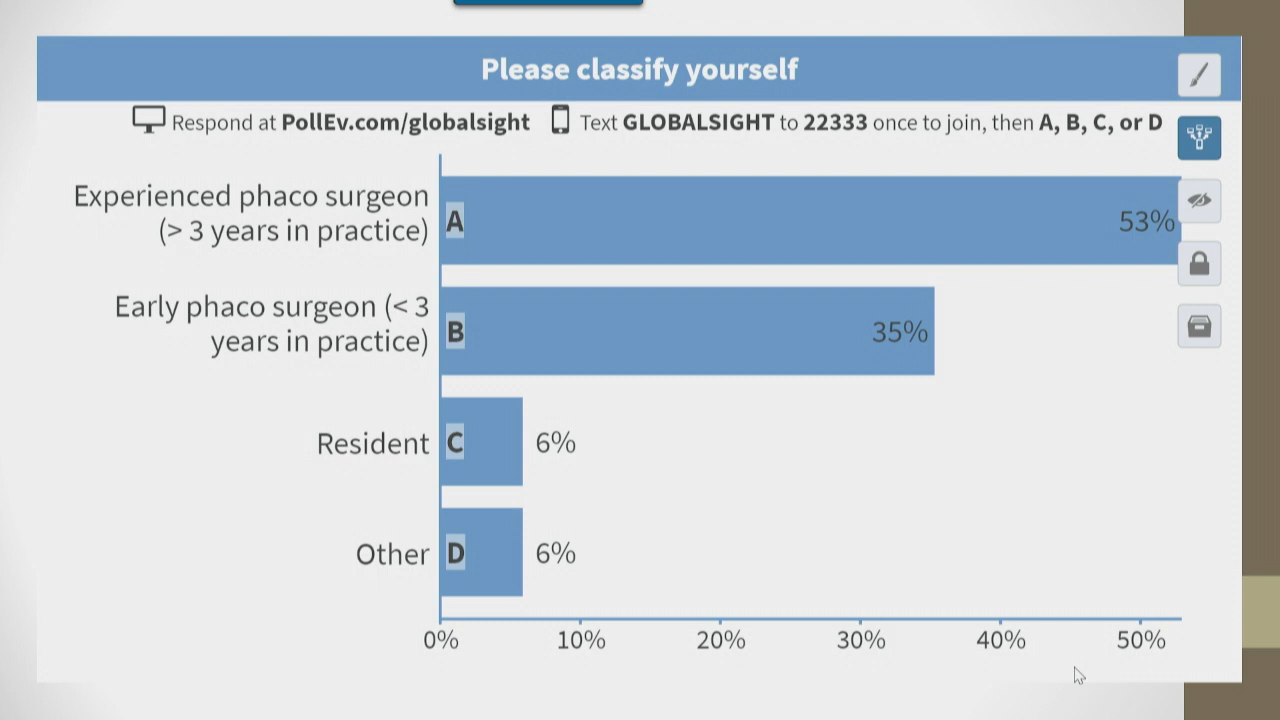 Please classify yourself
Respond at PollEv.com/globalsight Text GLOBALSIGHT to 22333 once to join, then A, B, C, or D
Experienced phaco surgeon
(> 3 years in practice)
A
53%
Early phaco surgeon (< 3
years in practice)
B
35%
Resident
C
6%
Other
D
6%
0% 10% 20% 30% 40% 50%